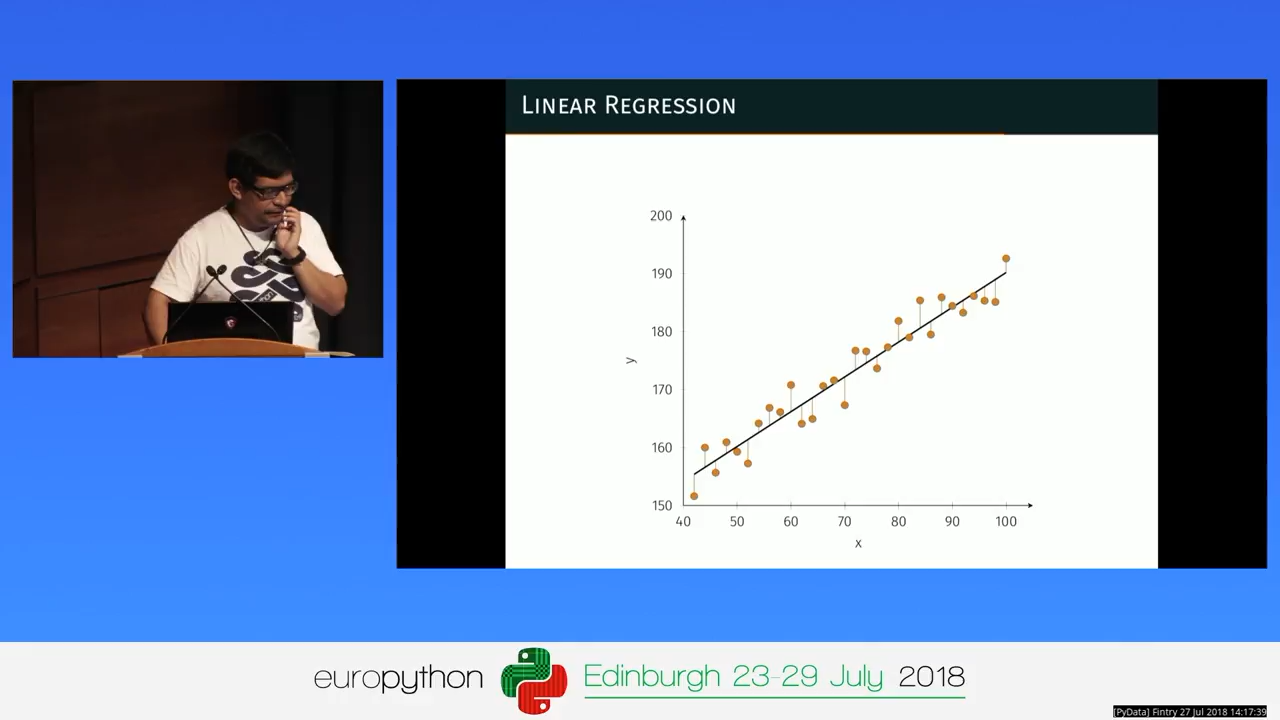 LINEAR REGRESSION
200
190
180
170
160
150
y
40 50 60 70 80 90 100
x
europython Edinburgh 23-29 July 2018
[PyData] Fintry 27 Jul 2018 14:17:39